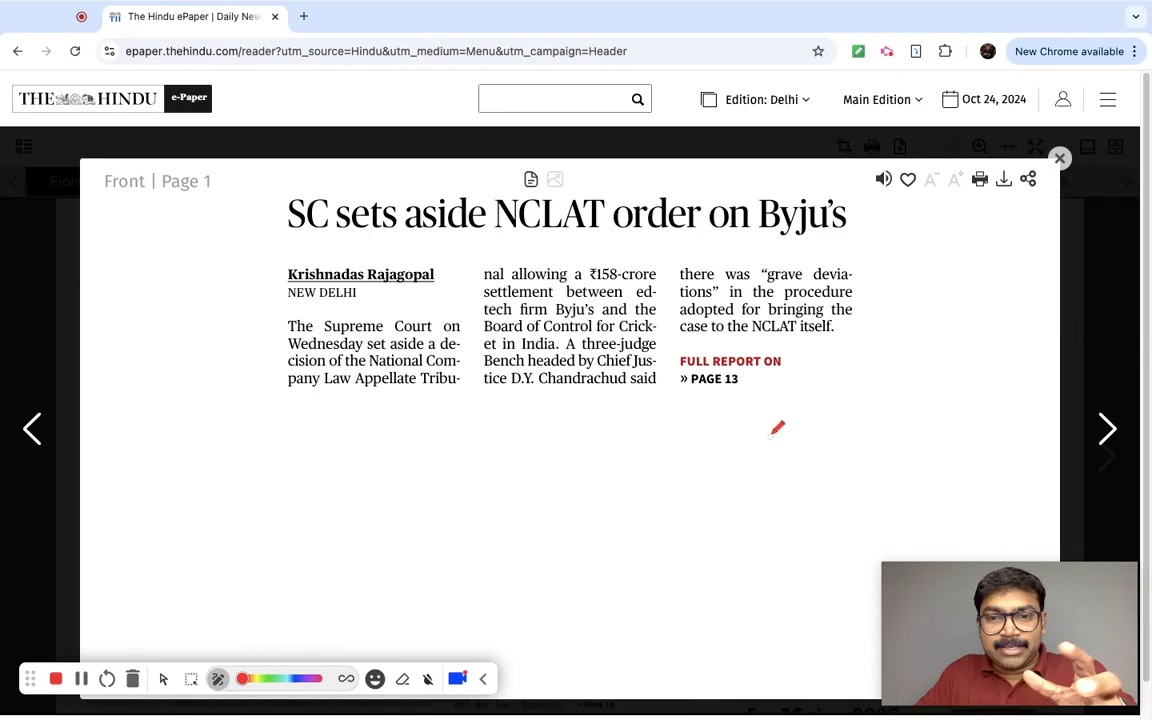 The Hindu ePaper | Daily New
epaper.thehindu.com/reader?utm_source=Hindu&utm_medium=Menu&utm_campaign=Header
New Chrome available
THE HINDU e-Paper
Edition: Delhi
Main Edition
Oct 24, 2024
Front | Page 1
A-
A+
SC sets aside NCLAT order on Byju's
Krishnadas Rajagopal
NEW DELHI
The Supreme Court on
Wednesday set aside a de-
cision of the National Com-
pany Law Appellate Tribu-
nal allowing a ₹158-crore
settlement between ed-
tech firm Byju's and the
Board of Control for Crick-
et in India. A three-judge
Bench headed by Chief Jus-
tice D.Y. Chandrachud said
there was “grave devia-
tions” in the procedure
adopted for bringing the
case to the NCLAT itself.
FULL REPORT ON
» PAGE 13